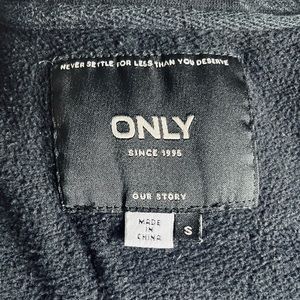 NEVER SETTLE FOR LESS THAN YOU DESERVE
ONLY
SINCE 1995
OUR STORY
MADE
IN
CHINA
S